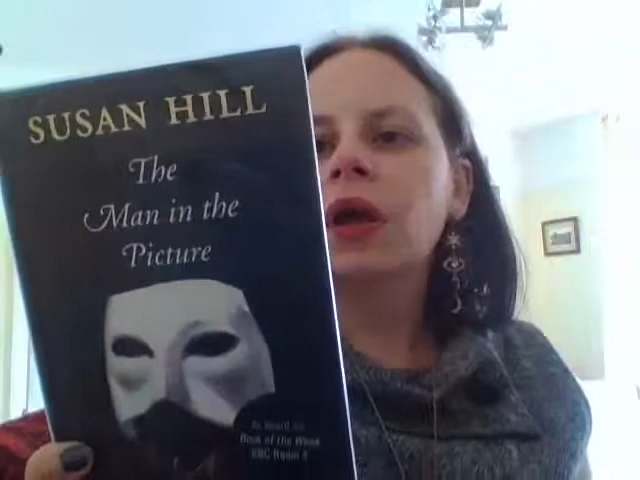 SUSAN HILL
The
Man in the
Picture
As heard on
Book of the Week
BBC Radio 4